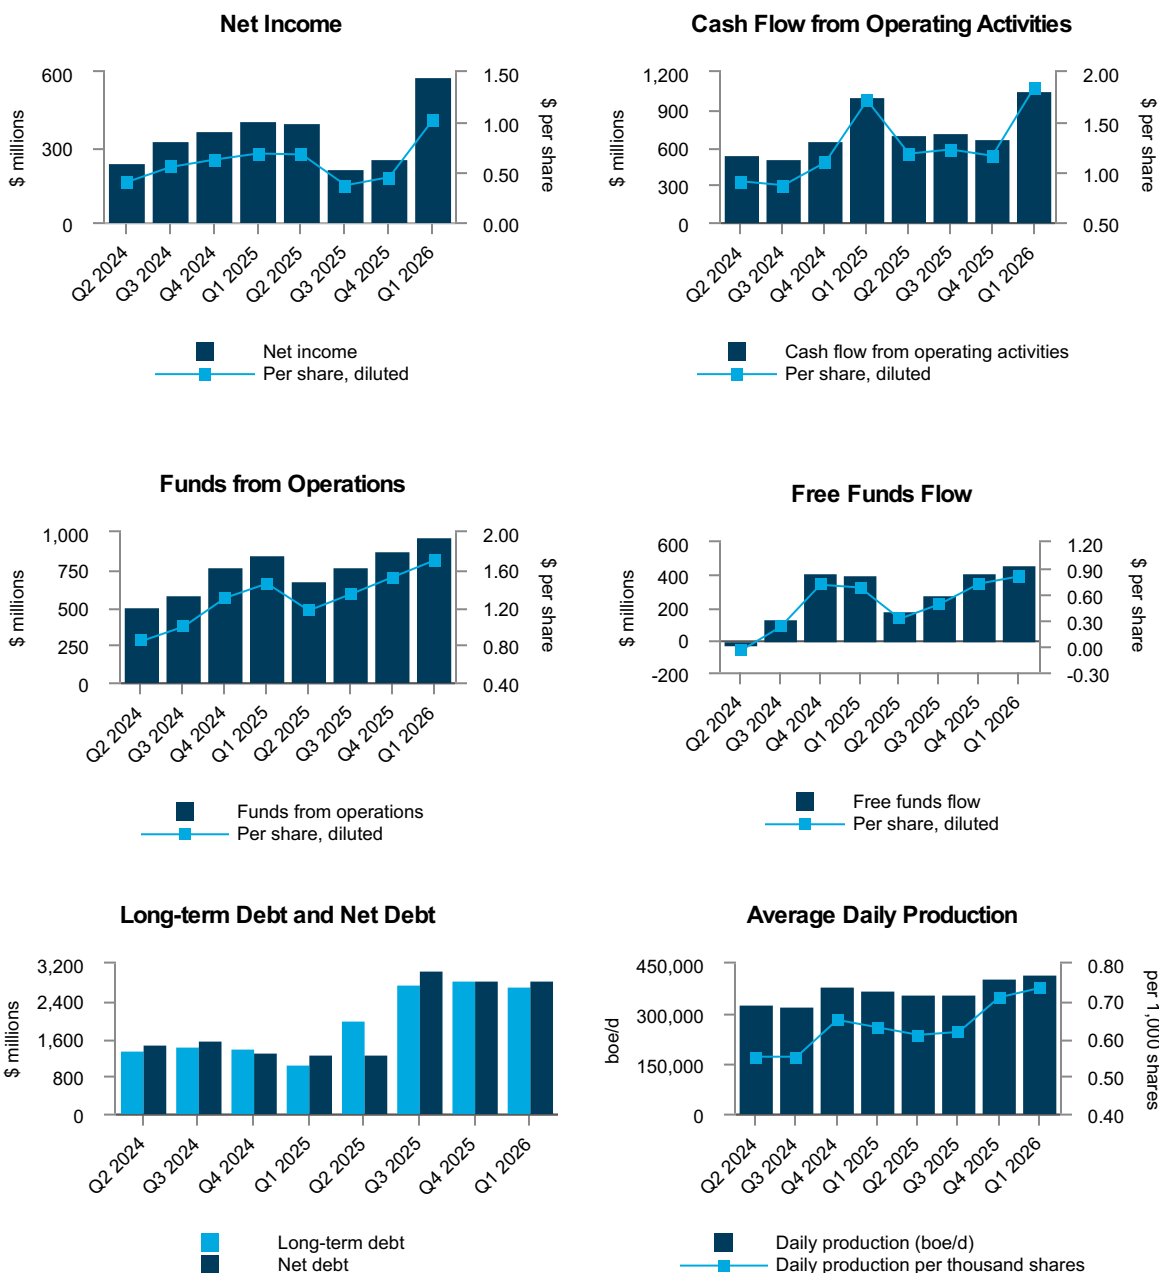 Net Income
$ millions
600
300
0
1.50
1.00
0.50
0.00
$ per share
Q2 2024
Q3 2024
Q4 2024
Q1 2025
Q2 2025
Q3 2025
Q4 2025
Q1 2026
Net income
Per share, diluted
Cash Flow from Operating Activities
$ millions
1,200
900
600
300
0
2.00
1.50
1.00
0.50
$ per share
Q2 2024
Q3 2024
Q4 2024
Q1 2025
Q2 2025
Q3 2025
Q4 2025
Q1 2026
Cash flow from operating activities
Per share, diluted
Funds from Operations
$ millions
1,000
750
500
250
0
2.00
1.60
1.20
0.80
0.40
$ per share
Q2 2024
Q3 2024
Q4 2024
Q1 2025
Q2 2025
Q3 2025
Q4 2025
Q1 2026
Funds from operations
Per share, diluted
Free Funds Flow
$ millions
600
400
200
0
-200
1.20
0.90
0.60
0.30
0.00
-0.30
$ per share
Q2 2024
Q3 2024
Q4 2024
Q1 2025
Q2 2025
Q3 2025
Q4 2025
Q1 2026
Free funds flow
Per share, diluted
Long-term Debt and Net Debt
$ millions
3,200
2,400
1,600
800
0
Q2 2024
Q3 2024
Q4 2024
Q1 2025
Q2 2025
Q3 2025
Q4 2025
Q1 2026
Long-term debt
Net debt
Average Daily Production
boe/d
450,000
300,000
150,000
0
0.80
0.70
0.60
0.50
0.40
per 1,000 shares
Q2 2024
Q3 2024
Q4 2024
Q1 2025
Q2 2025
Q3 2025
Q4 2025
Q1 2026
Daily production (boe/d)
Daily production per thousand shares